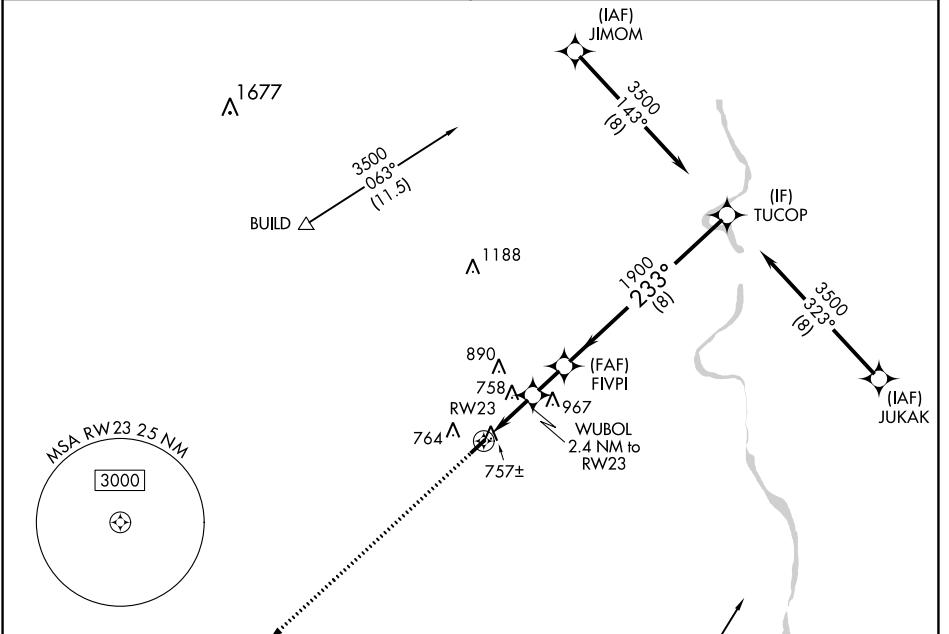 (IAF)
JIMOM
1677
3500
143°
(8)
3500
063°
(11.5)
BUILD
(IF)
TUCOP
1188
1900
233°
(8)
3500
323°
(8)
890
(FAF)
FIVPI
758
967
(IAF)
JUKAK
RW23
764
WUBOL
2.4 NM to
RW23
757±
MSA RW23 25 NM
3000